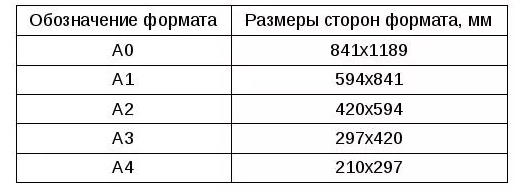 Обозначение формата Размеры сторон формата, мм
А0 841х1189
А1 594х841
А2 420х594
А3 297х420
А4 210х297